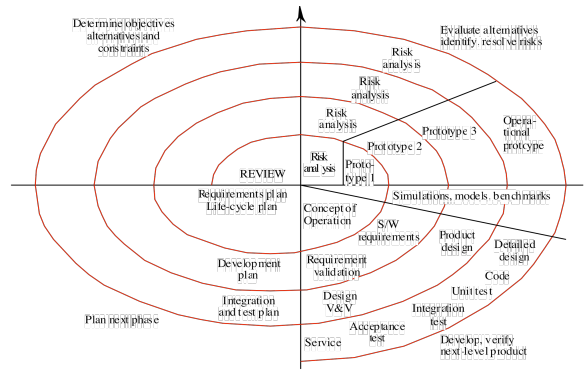 Determine objectives
alternatives and
constraints
Evaluate alternatives
identify, resolve risks
Risk
analysis
Risk
analysis
Risk
analysis
Risk
analysis
Proto-
type 1
Prototype 2
Prototype 3
Opera-
tional
protoype
REVIEW
Requirements plan
Life-cycle plan
Development
plan
Integration
and test plan
Plan next phase
Simulations, models, benchmarks
Concept of
Operation
S/W
requirements
Requirement
validation
Product
design
Detailed
design
Design
V&V
Code
Unit test
Integration
test
Acceptance
test
Service
Develop, verify
next-level product